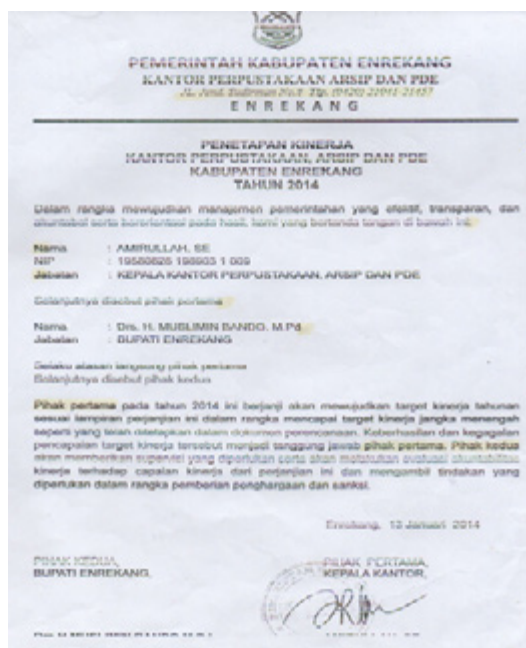 PEMERINTAH KABUPATEN ENREKANG
KANTOR PERPUSTAKAAN ARSIP DAN PDE
Jl. Jend. Sudirman No.
E N R E K A N G
PENETAPAN KINERJA
KANTOR PERPUSTAKAAN, ARSIP DAN PDE
KABUPATEN ENREKANG
TAHUN 2014
Dalam rangka mewujudkan manajemen pemerintahan yang efektif, transparan, dan
akuntabel serta berorientasi pada hasil, kami yang bertanda tangan di bawah ini:
Nama : AMIRULLAH, SE
NIP
Jabatan : KEPALA KANTOR PERPUSTAKAAN, ARSIP DAN PDE
Selanjutnya disebut pihak pertama
Nama : Drs. H. MUSLIMIN BANDO, M.Pd
Jabatan : BUPATI ENREKANG
Selaku atasan langsung pihak pertama
Selanjutnya disebut pihak kedua
Pihak pertama pada tahun 2014 ini berjanji akan mewujudkan target kinerja tahunan
sesuai lampiran perjanjian ini dalam rangka mencapai target kinerja jangka menengah
seperti yang telah ditetapkan dalam dokumen perencanaan. Keberhasilan dan kegagalan
pencapaian target kinerja tersebut menjadi tanggung jawab pihak pertama. Pihak kedua
akan memberikan supervisi yang diperlukan serta akan melakukan evaluasi akuntabilitas
kinerja terhadap capaian kinerja dari perjanjian ini dan mengambil tindakan yang
diperlukan dalam rangka pemberian penghargaan dan sanksi.
Enrekang, 13 Januari 2014
PIHAK KEDUA,
BUPATI ENREKANG,
PIHAK PERTAMA,
KEPALA KANTOR,